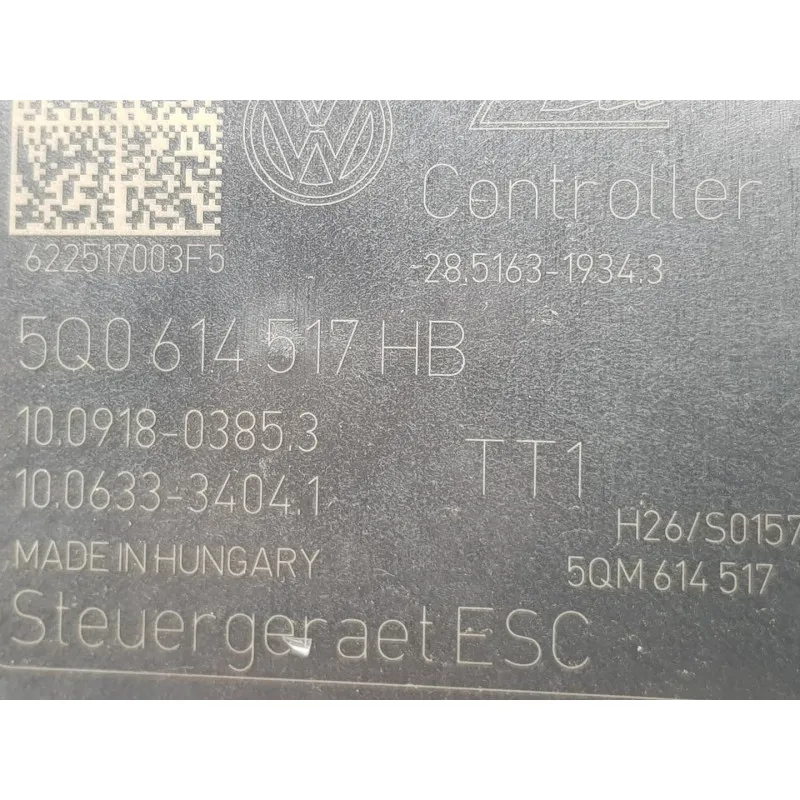 Controller
622517003F5
-28.5163-1934.3
5Q0 614 517 HB
10.0918-0385.3
10.0633-3404.1
TT1
H26/S0157
MADE IN HUNGARY
5QM 614 517
Steuergeraet ESC